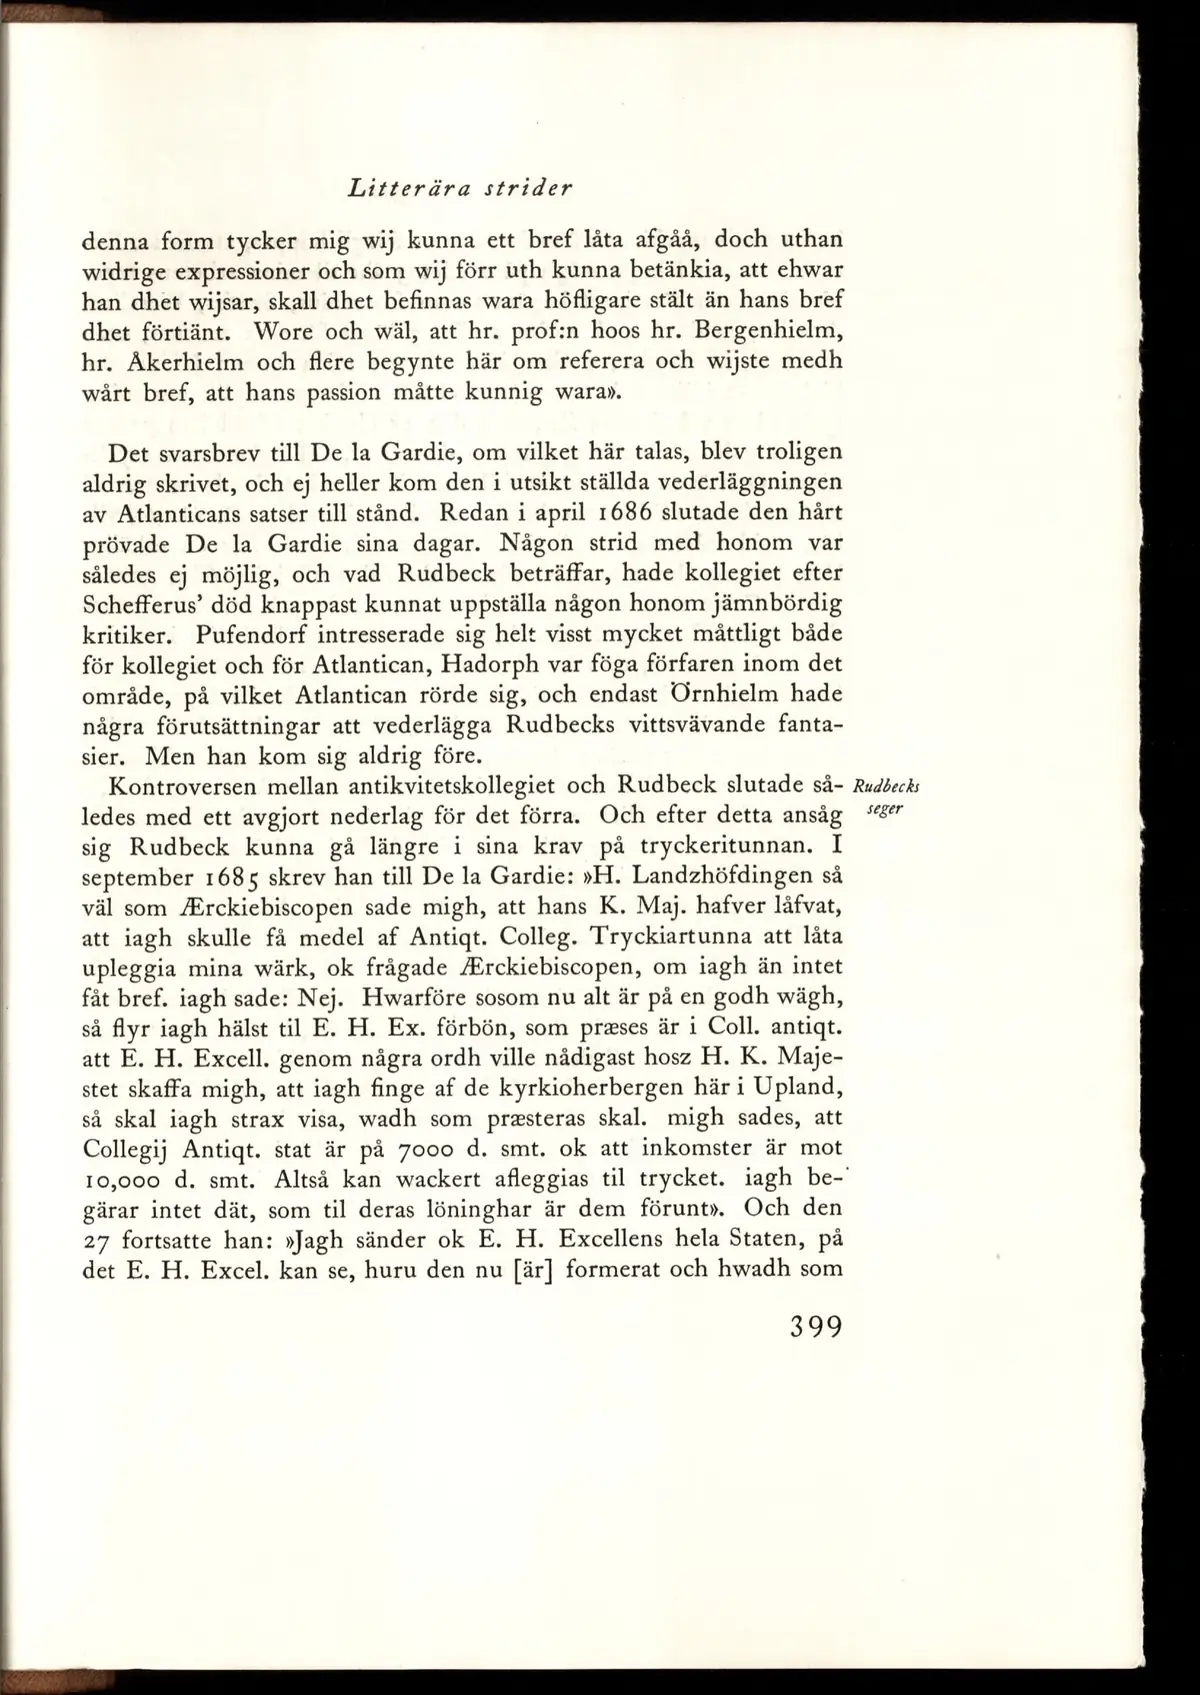 Litterära strider
denna form tycker mig wij kunna ett bref låta afgåå, doch uthan
widrige expressioner och som wij förr uth kunna betänkia, att ehwar
han dhet wijsar, skall dhet befinnas wara höfligare stält än hans bref
dhet förtiänt. Wore och wäl, att hr. prof:n hoos hr. Bergenhielm,
hr. Åkerhielm och flere begynte här om referera och wijste medh
wårt bref, att hans passion måtte kunnig wara».
Det svarsbrev till De la Gardie, om vilket här talas, blev troligen
aldrig skrivet, och ej heller kom den i utsikt ställda vederläggningen
av Atlanticans satser till stånd. Redan i april 1686 slutade den hårt
prövade De la Gardie sina dagar. Någon strid med honom var
således ej möjlig, och vad Rudbeck beträffar, hade kollegiet efter
Schefferus’ död knappast kunnat uppställa någon honom jämnbördig
kritiker. Pufendorf intresserade sig helt visst mycket måttligt både
för kollegiet och för Atlantican, Hadorph var föga förfaren inom det
område, på vilket Atlantican rörde sig, och endast Örnhielm hade
några förutsättningar att vederlägga Rudbecks vittsvävande fanta-
sier. Men han kom sig aldrig före.
Kontroversen mellan antikvitetskollegiet och Rudbeck slutade så-
ledes med ett avgjort nederlag för det förra. Och efter detta ansåg
sig Rudbeck kunna gå längre i sina krav på tryckeritunnan. I
september 1685 skrev han till De la Gardie: »H. Landzhöfdingen så
väl som Ærckiebiscopen sade migh, att hans K. Maj. hafver låfvat,
att iagh skulle få medel af Antiqt. Colleg. Tryckiartunna att låta
upleggia mina wärk, ok frågade Ærckiebiscopen, om iagh än intet
fåt bref. iagh sade: Nej. Hwarföre sosom nu alt är på en godh wägh,
så flyr iagh hälst til E. H. Ex. förbön, som præses är i Coll. antiqt.
att E. H. Excell. genom några ordh ville nådigast hosz H. K. Maje-
stet skaffa migh, att iagh finge af de kyrkioherbergen här i Upland,
så skal iagh strax visa, wadh som præsteras skal. migh sades, att
Collegij Antiqt. stat är på 7000 d. smt. ok att inkomster är mot
10,000 d. smt. Altså kan wackert afleggias til trycket. iagh be-
gärar intet dät, som til deras löninghar är dem förunt». Och den
27 fortsatte han: »Jagh sänder ok E. H. Excellens hela Staten, på
det E. H. Excel. kan se, huru den nu [är] formerat och hwadh som
Rudbecks
seger
399